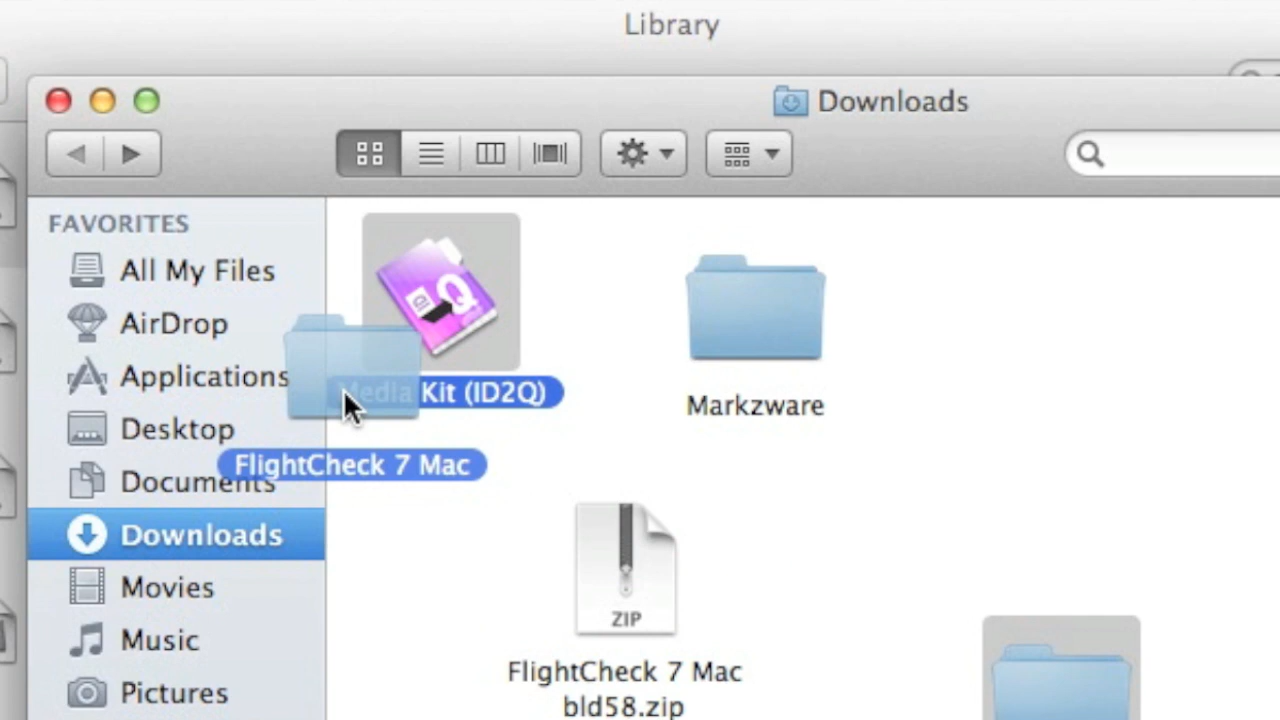 Library
Downloads
FAVORITES
All My Files
AirDrop
Applications
Desktop
Documents
Downloads
Movies
Music
Pictures
Q
Media Kit (ID2Q)
Markzware
FlightCheck 7 Mac
ZIP
FlightCheck 7 Mac
bld58.zip